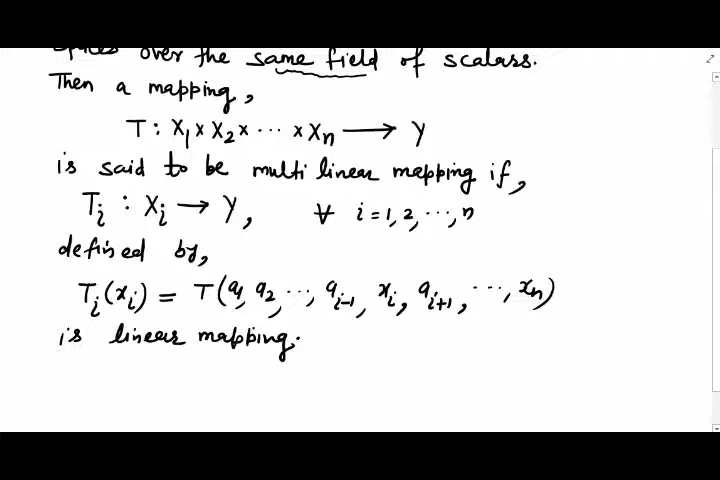 spaces over the same field of scalars.
Then a mapping,
T : X₁ × X₂ × ··· × Xn ⟶ Y
is said to be multi linear mapping if,
Tᵢ : Xᵢ → Y, ∀ i = 1, 2, ···, n
defined by,
Tᵢ(xᵢ) = T(a₁, a₂, ···, aᵢ₋₁, xᵢ, aᵢ₊₁, ···, xn)
is linear mapping.